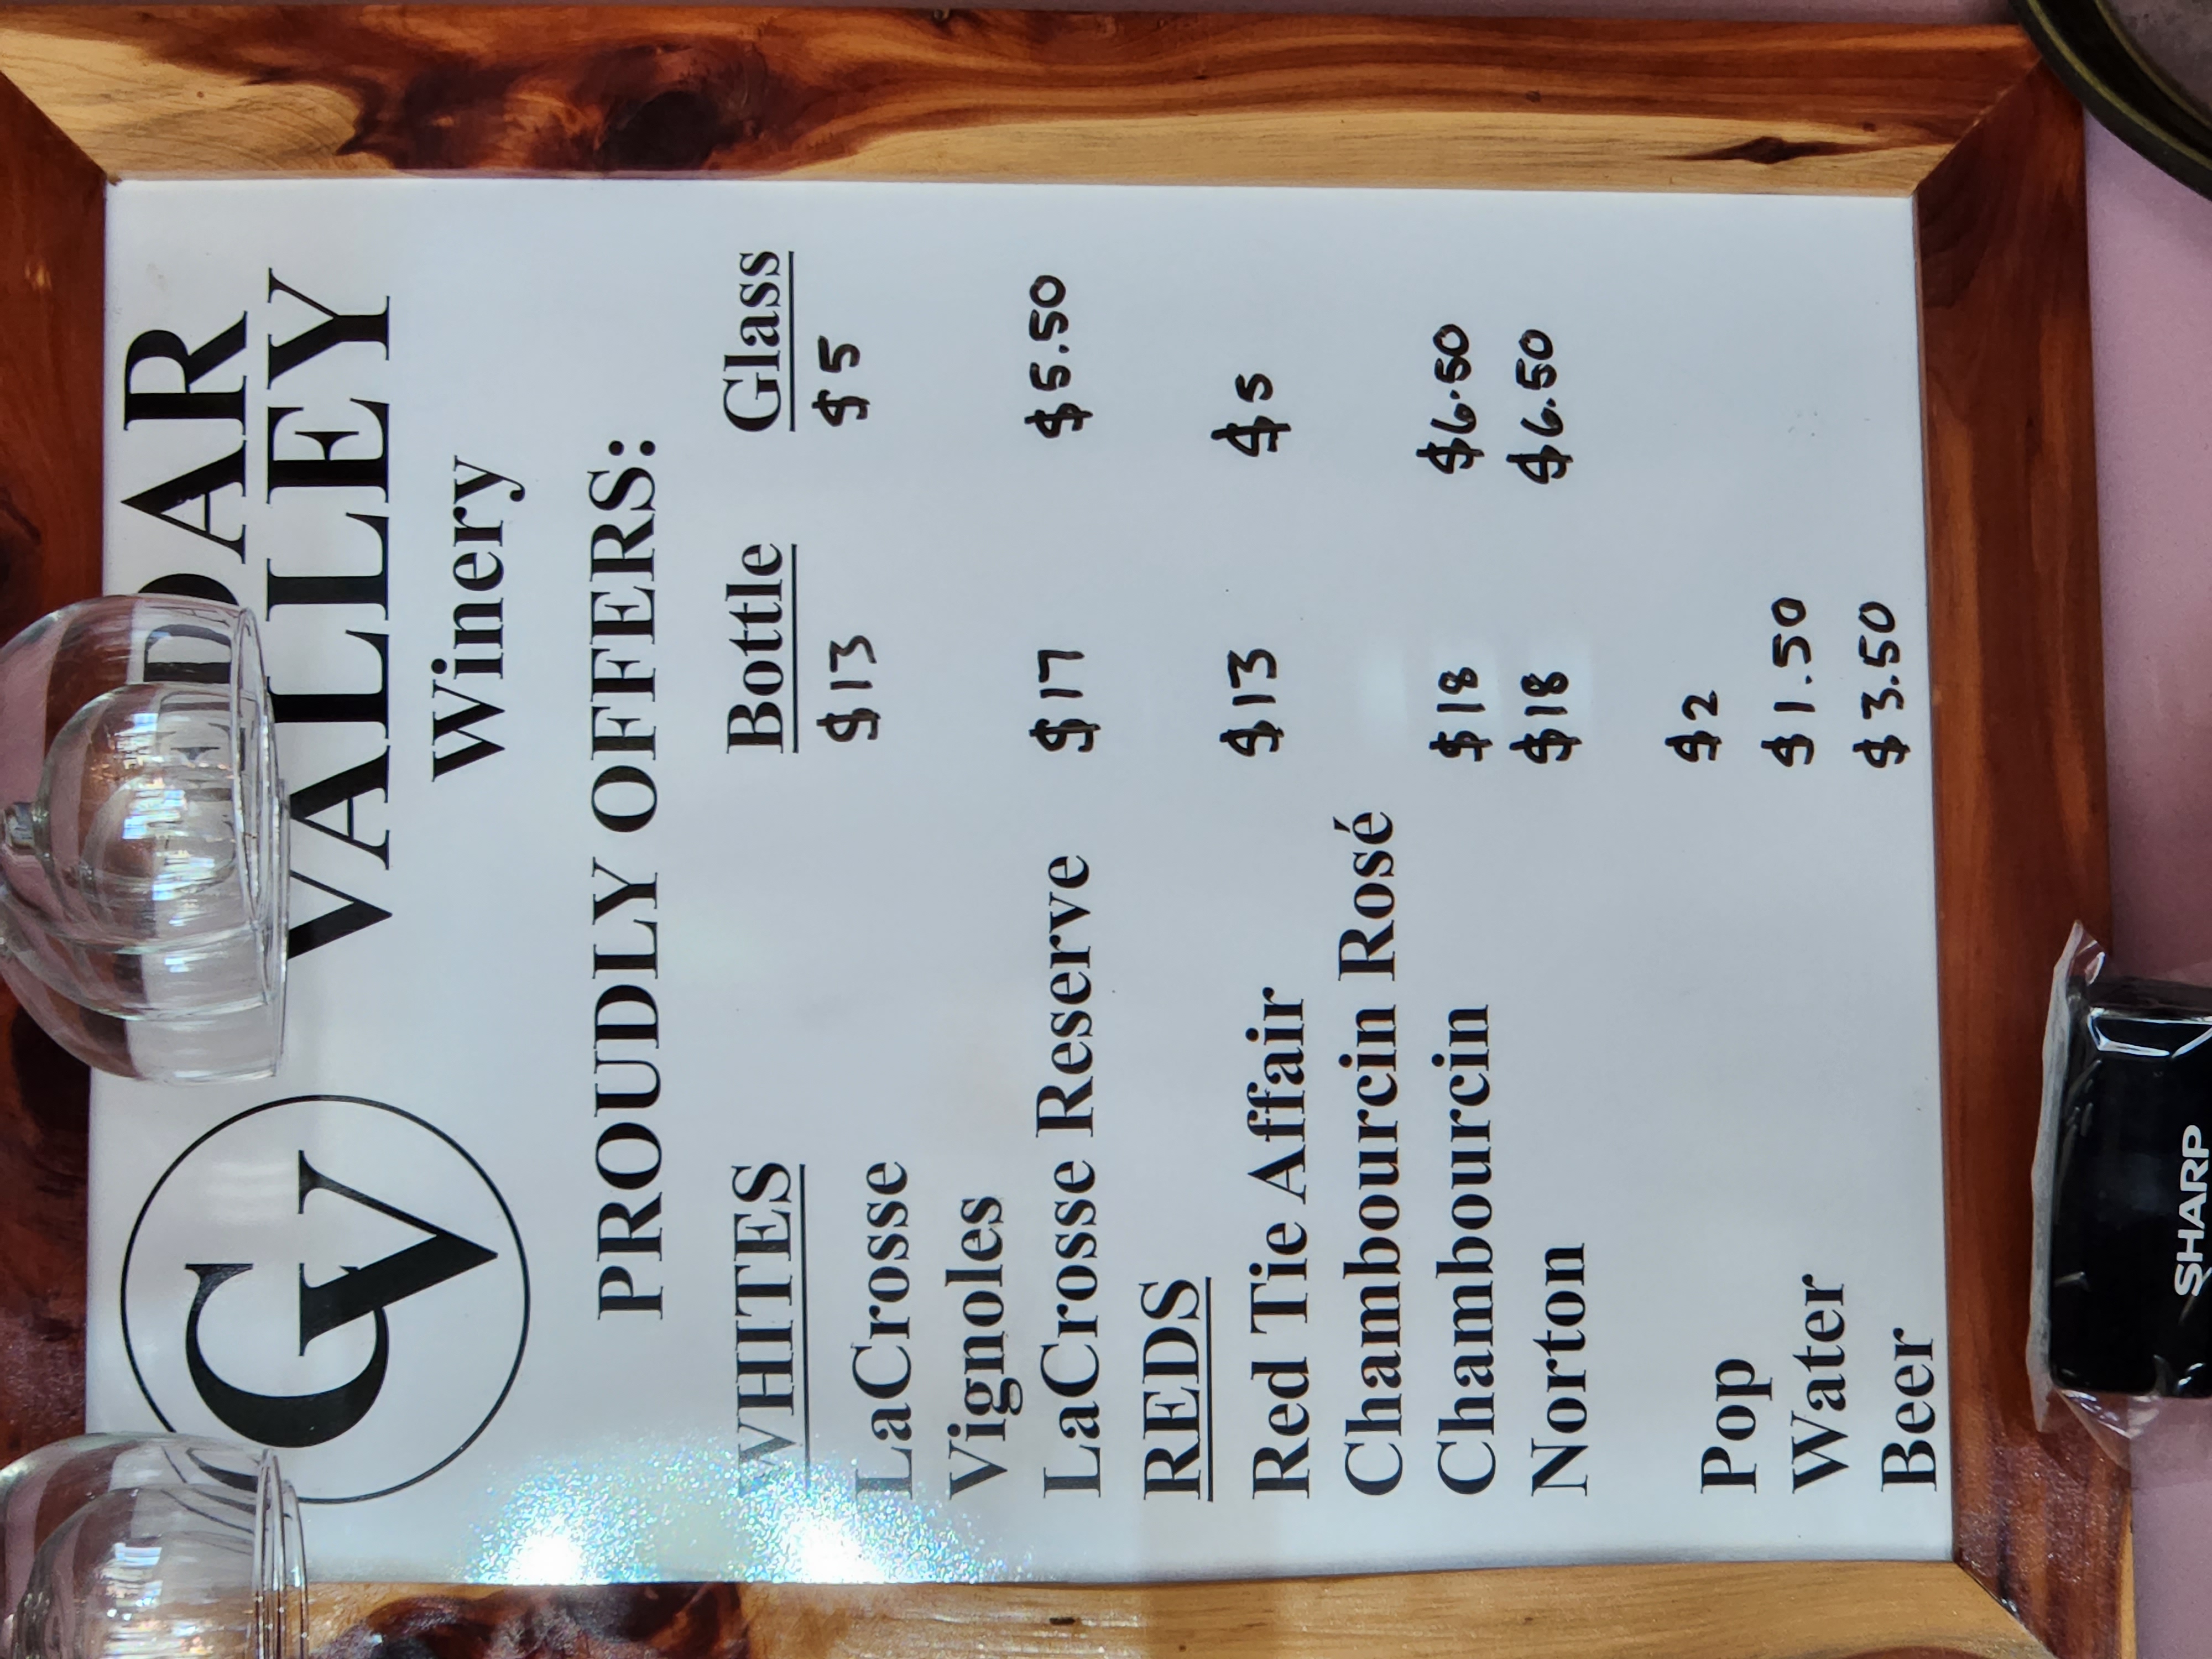 CV
CEDAR
VALLEY
Winery
PROUDLY OFFERS:
WHITES Bottle Glass
LaCrosse $13 $5
Vignoles
LaCrosse Reserve $17 $5.50
REDS
Red Tie Affair $13 $5
Chambourcin Rosé
Chambourcin $18 $6.50
Norton $18 $6.50
Pop $2
Water $1.50
Beer $3.50
SHARP